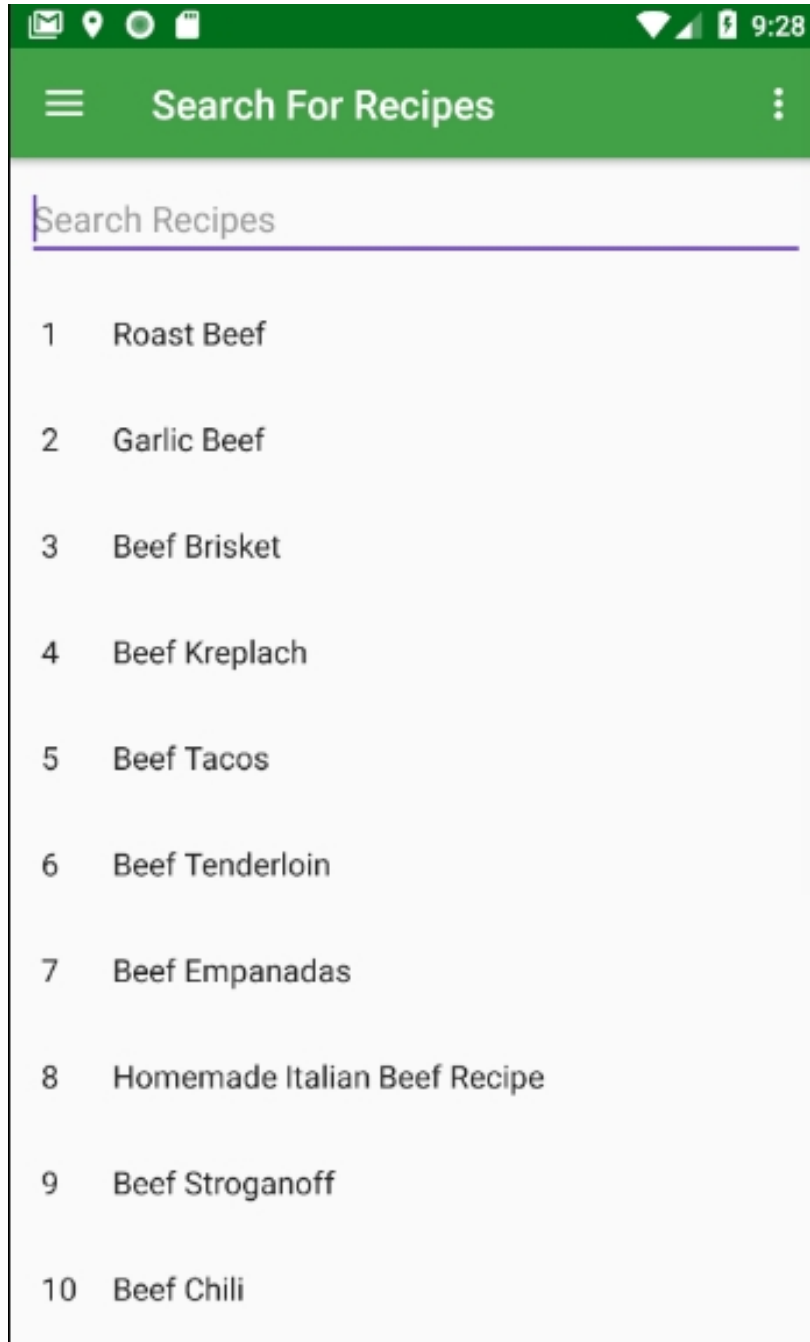 9:28
Search For Recipes
Search Recipes
1 Roast Beef
2 Garlic Beef
3 Beef Brisket
4 Beef Kreplach
5 Beef Tacos
6 Beef Tenderloin
7 Beef Empanadas
8 Homemade Italian Beef Recipe
9 Beef Stroganoff
10 Beef Chili